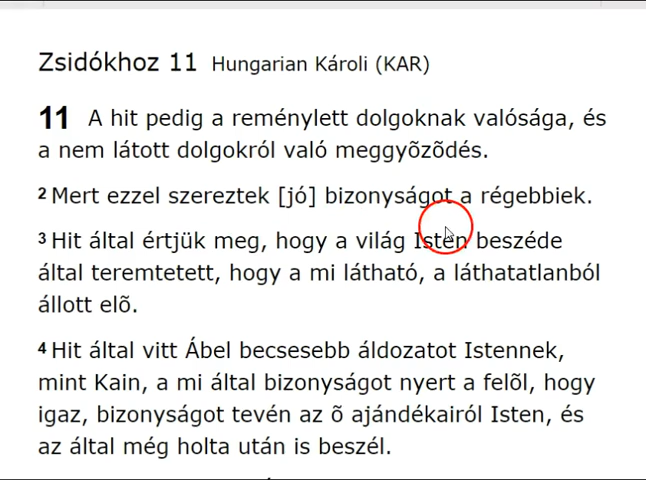 Zsidókhoz 11 Hungarian Károli (KAR)
11 A hit pedig a reménylett dolgoknak valósága, és
a nem látott dolgokról való meggyõzõdés.
2 Mert ezzel szereztek [jó] bizonyságot a régebbiek.
3 Hit által értjük meg, hogy a világ Isten beszéde
által teremtetett, hogy a mi látható, a láthatatlanból
állott elõ.
4 Hit által vitt Ábel becsesebb áldozatot Istennek,
mint Kain, a mi által bizonyságot nyert a felõl, hogy
igaz, bizonyságot tevén az õ ajándékairól Isten, és
az által még holta után is beszél.